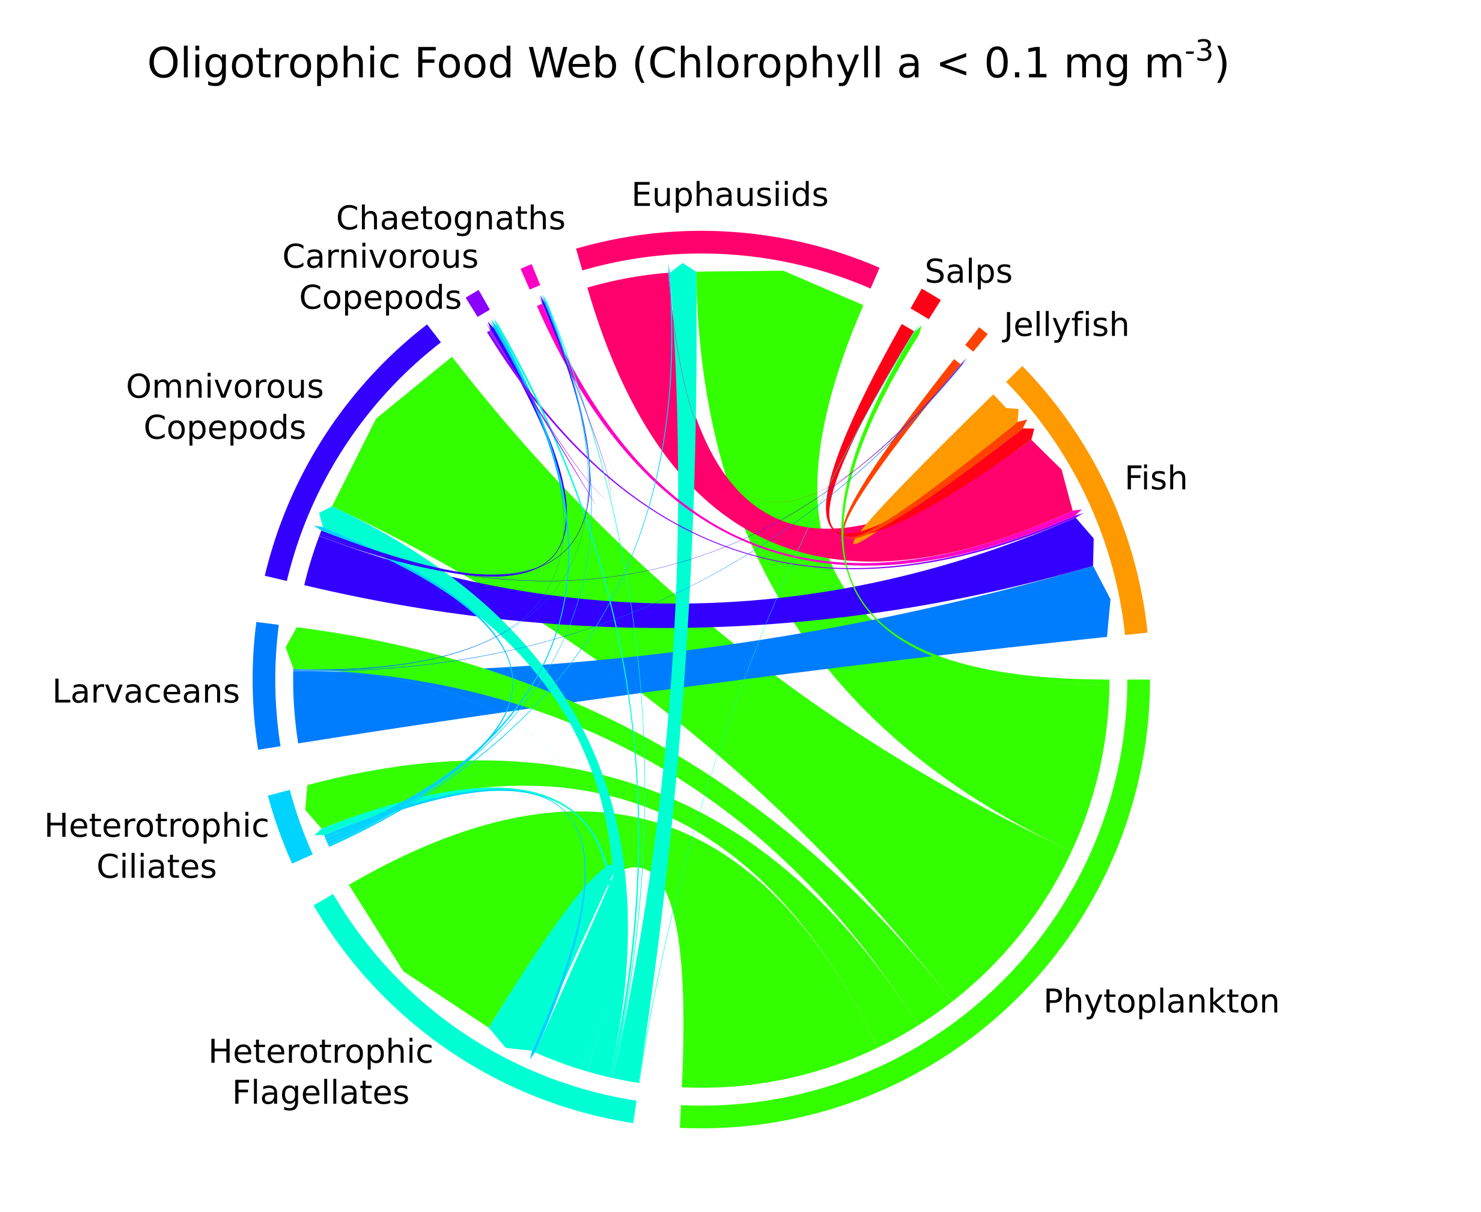 Oligotrophic Food Web (Chlorophyll a < 0.1 mg m⁻³)
Euphausiids
Chaetognaths
Carnivorous
Copepods
Salps
Jellyfish
Omnivorous
Copepods
Fish
Larvaceans
Heterotrophic
Ciliates
Phytoplankton
Heterotrophic
Flagellates